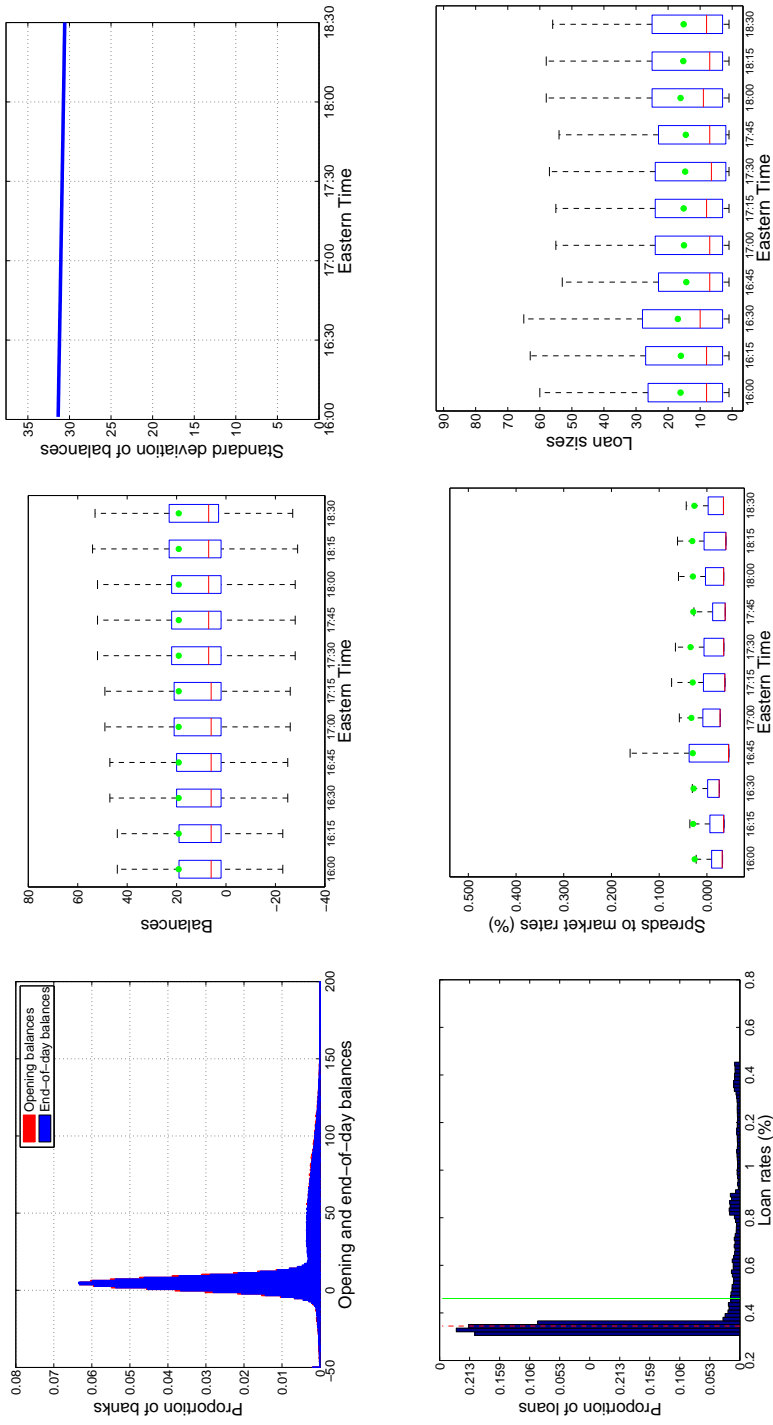 Opening balances
End−of−day balances
0.08
0.07
0.06
0.05
0.04
0.03
0.02
0.01
0
−50 0 50 100 150 200
Opening and end−of−day balances
Proportion of banks
80
60
40
20
0
−20
−40
16:00 16:15 16:30 16:45 17:00 17:15 17:30 17:45 18:00 18:15 18:30
Eastern Time
Balances
35
30
25
20
15
10
5
0
16:00 16:30 17:00 17:30 18:00 18:30
Eastern Time
Standard deviation of balances
0
0.213
0.159
0.106
0.053
0
0.213
0.159
0.106
0.053
0
0.2 0.4 0.6 0.8 1 0.2 0.4 0.6 0.8
Loan rates (%)
Proportion of loans
0.500
0.400
0.300
0.200
0.100
0.000
16:00 16:15 16:30 16:45 17:00 17:15 17:30 17:45 18:00 18:15 18:30
Eastern Time
Spreads to market rates (%)
90
80
70
60
50
40
30
20
10
0
16:00 16:15 16:30 16:45 17:00 17:15 17:30 17:45 18:00 18:15 18:30
Eastern Time
Loan sizes